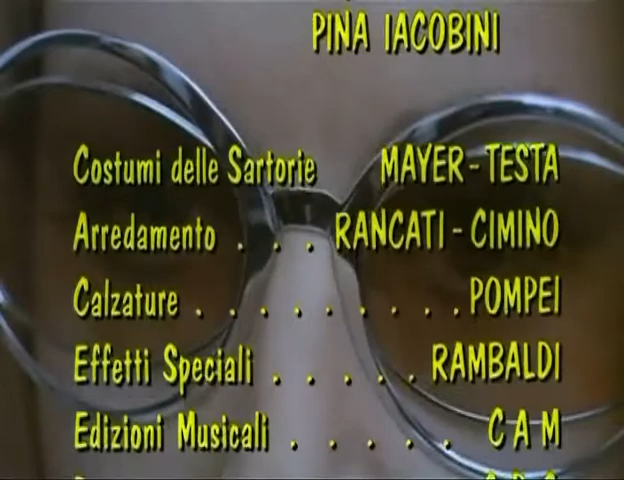 PINA IACOBINI
Costumi delle Sartorie MAYER-TESTA
Arredamento . . . RANCATI - CIMINO
Calzature . . . . . . . . . . POMPEI
Effetti Speciali . . . . . RAMBALDI
Edizioni Musicali . . . . . C A M